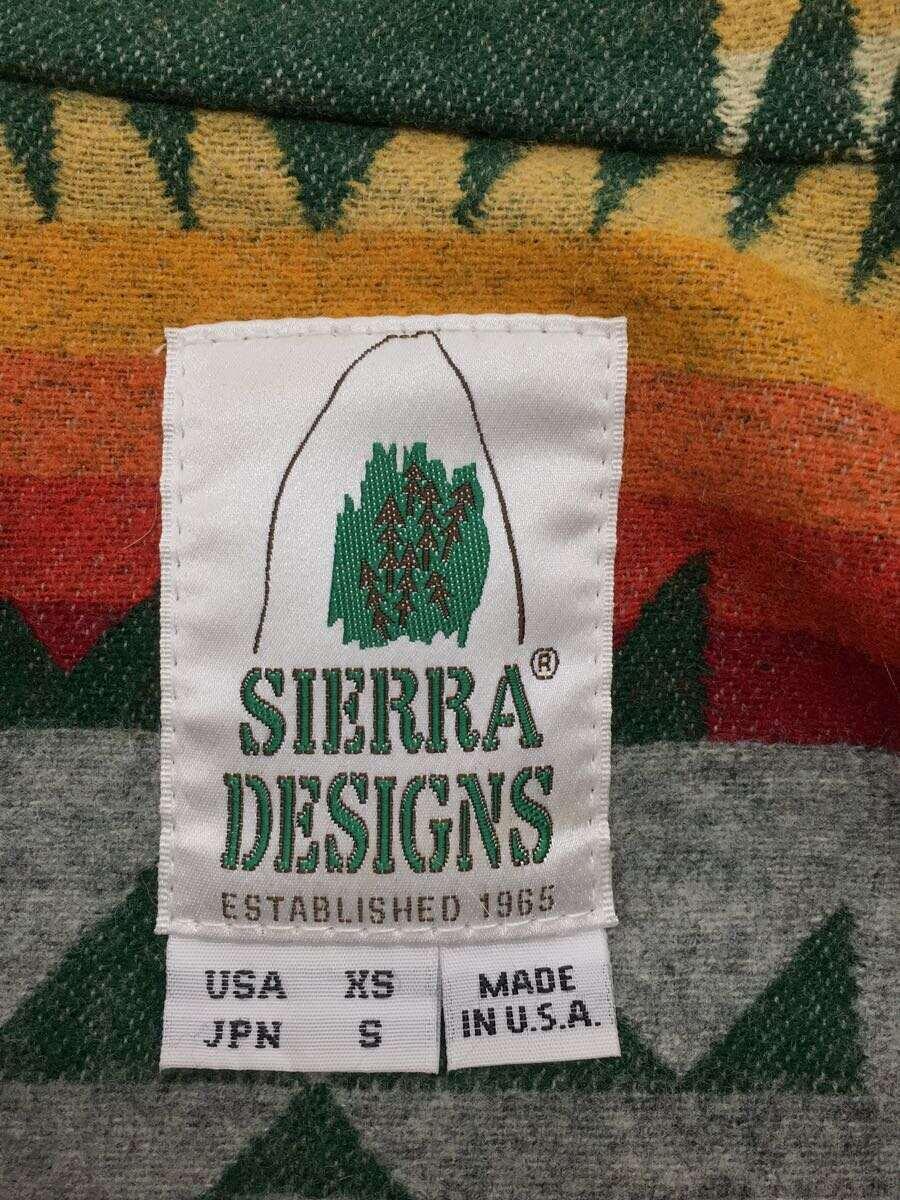 SIERRA®
DESIGNS
ESTABLISHED 1965
USA XS
JPN S
MADE
IN U.S.A.